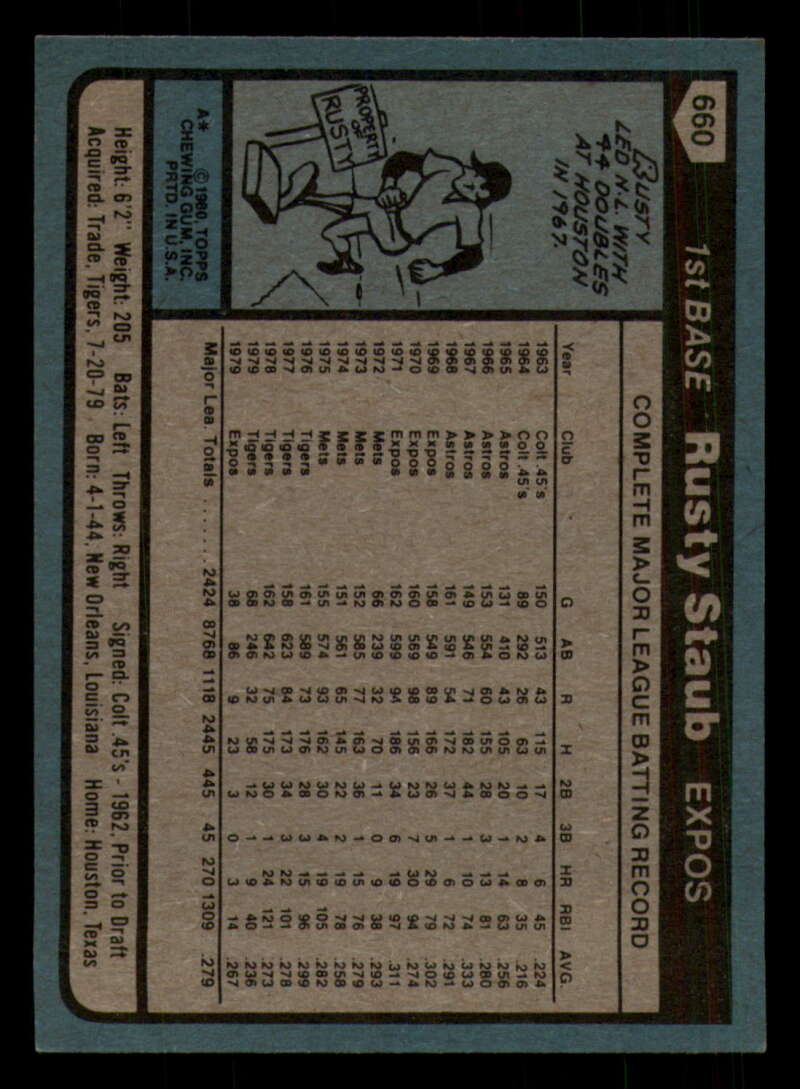 660
1st BASE Rusty Staub EXPOS
Rusty
LED N.L. WITH
44 DOUBLES
AT HOUSTON
IN 1967.
PROPERTY
OF
RUSTY
A* © 1980 TOPPS
CHEWING GUM, INC.
PRTD. IN U.S.A.
COMPLETE MAJOR LEAGUE BATTING RECORD
Year Club G AB R H 2B 3B HR RBI AVG.
1963 Colt .45's 150 513 43 115 17 4 6 45 .224
1964 Colt .45's 89 292 26 63 10 2 8 35 .216
1965 Astros 131 410 43 105 20 1 14 63 .256
1966 Astros 153 554 60 155 28 3 13 81 .280
1967 Astros 149 546 71 182 44 1 10 74 .333
1968 Astros 161 591 54 172 37 1 6 72 .291
1969 Expos 158 549 89 166 26 5 29 79 .302
1970 Expos 160 569 98 156 23 7 30 94 .274
1971 Expos 162 599 94 186 34 6 19 97 .311
1972 Mets 66 239 32 70 11 0 9 38 .293
1973 Mets 152 585 77 163 36 1 15 76 .279
1974 Mets 151 561 65 145 22 2 19 78 .258
1975 Mets 155 574 93 162 30 4 19 105 .282
1976 Tigers 161 589 73 176 28 3 15 96 .299
1977 Tigers 158 623 84 173 34 3 22 101 .278
1978 Tigers 162 642 75 175 30 1 24 121 .273
1979 Tigers 68 246 32 58 12 1 9 40 .236
1979 Expos 38 86 9 23 3 0 3 14 .267
Major Lea. Totals ....... 2424 8768 1118 2445 445 45 270 1309 .279
Height: 6'2" Weight: 205 Bats: Left Throws: Right Signed: Colt .45's - 1962. Prior to Draft
Acquired: Trade, Tigers, 7-20-79 Born: 4-1-44, New Orleans, Louisiana Home: Houston, Texas